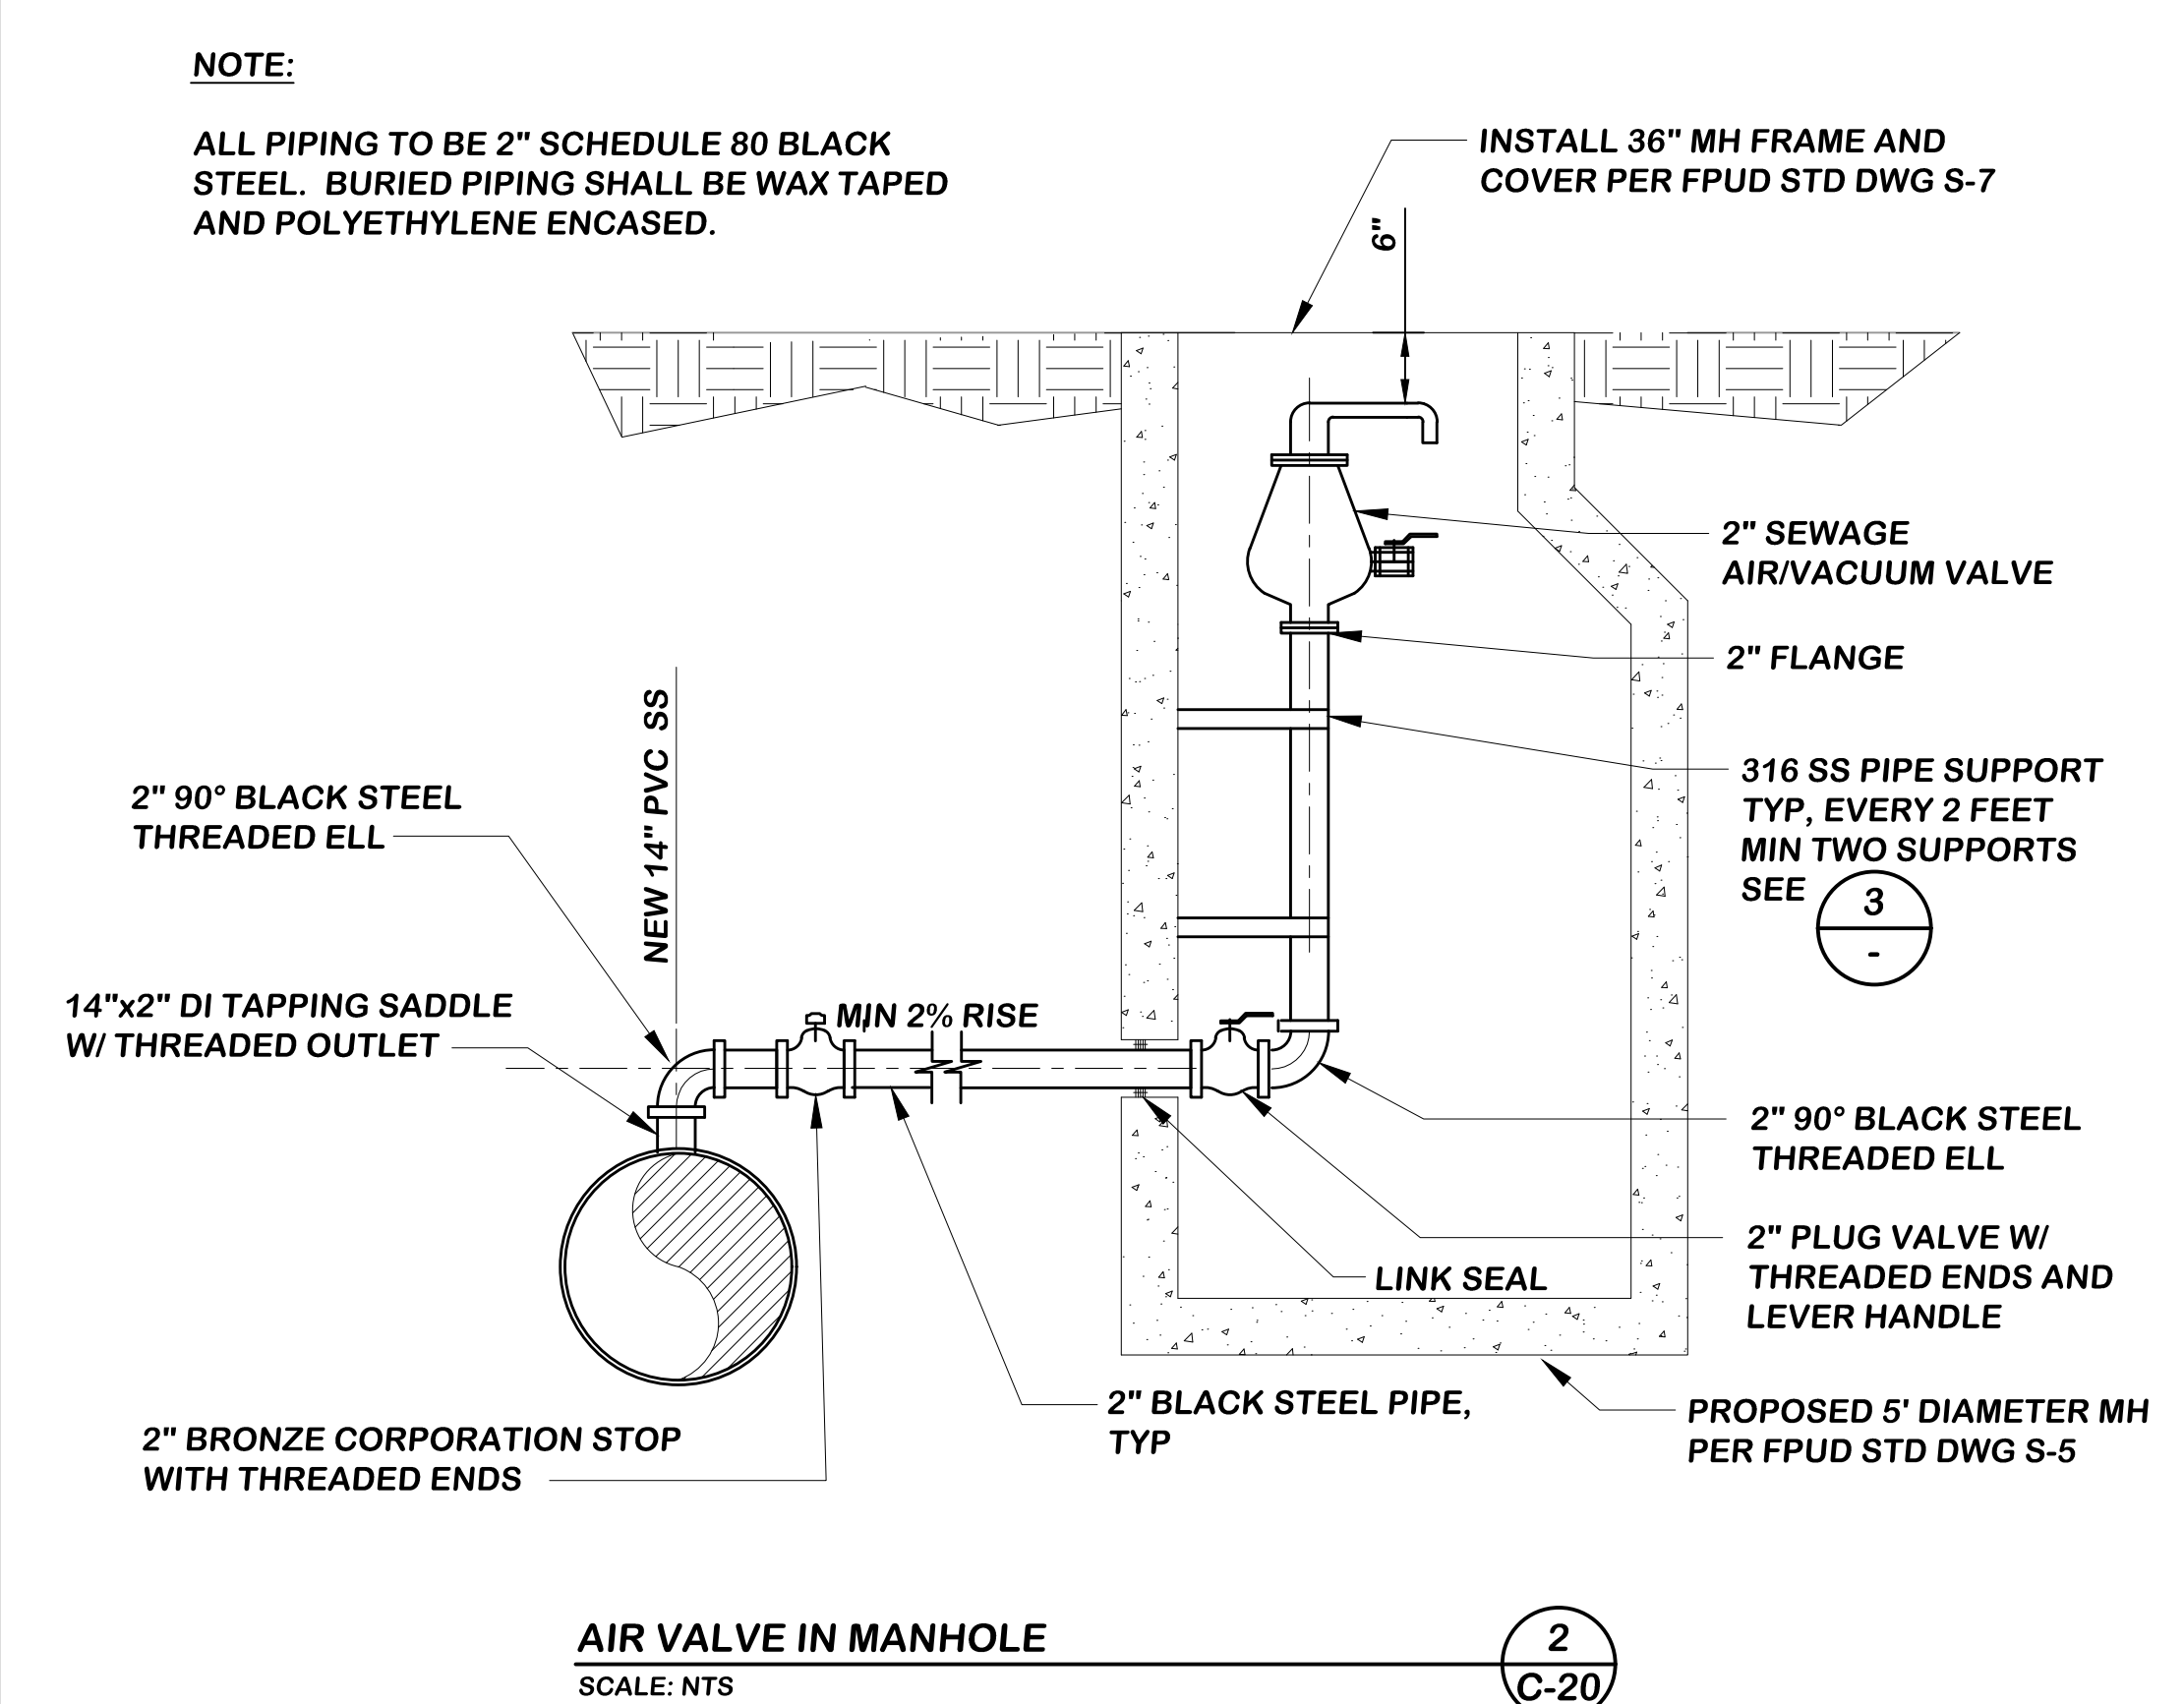 NOTE:
ALL PIPING TO BE 2" SCHEDULE 80 BLACK
STEEL. BURIED PIPING SHALL BE WAX TAPED
AND POLYETHYLENE ENCASED.
INSTALL 36" MH FRAME AND
COVER PER FPUD STD DWG S-7
6"
2" SEWAGE
AIR/VACUUM VALVE
2" FLANGE
316 SS PIPE SUPPORT
TYP, EVERY 2 FEET
MIN TWO SUPPORTS
SEE
3
-
NEW 14" PVC SS
2" 90° BLACK STEEL
THREADED ELL
14"x2" DI TAPPING SADDLE
W/ THREADED OUTLET
MIN 2% RISE
2" 90° BLACK STEEL
THREADED ELL
2" PLUG VALVE W/
THREADED ENDS AND
LEVER HANDLE
LINK SEAL
2" BLACK STEEL PIPE,
TYP
PROPOSED 5' DIAMETER MH
PER FPUD STD DWG S-5
2" BRONZE CORPORATION STOP
WITH THREADED ENDS
AIR VALVE IN MANHOLE
SCALE: NTS
2
C-20